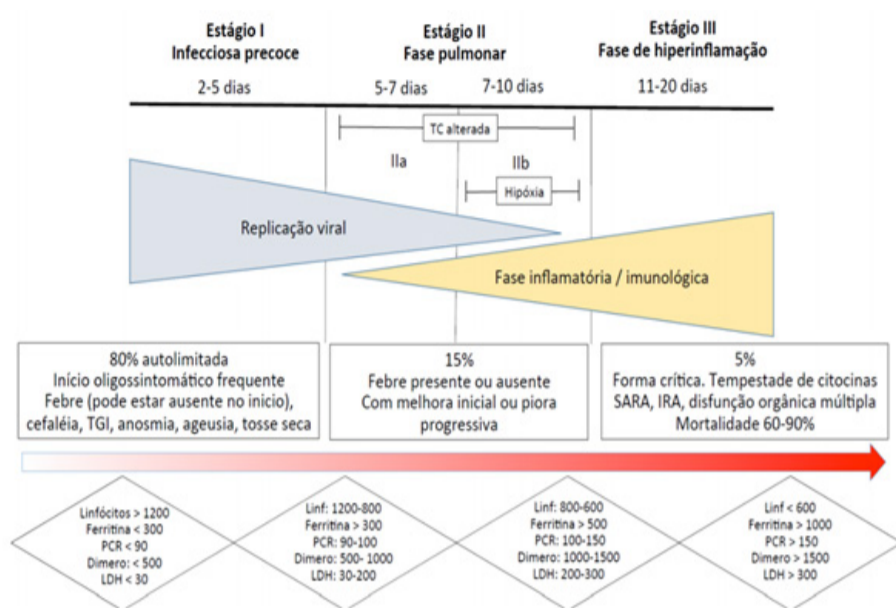 Estágio I
Infecciosa precoce
Estágio II
Fase pulmonar
Estágio III
Fase de hiperinflamação
2-5 dias
5-7 dias
7-10 dias
11-20 dias
TC alterada
IIa
IIb
Hipóxia
Replicação viral
Fase inflamatória / imunológica
80% autolimitada
Início oligossintomático frequente
Febre (pode estar ausente no inicio),
cefaléia, TGI, anosmia, ageusia, tosse seca
15%
Febre presente ou ausente
Com melhora inicial ou piora
progressiva
5%
Forma crítica. Tempestade de citocinas
SARA, IRA, disfunção orgânica múltipla
Mortalidade 60-90%
Linfócitos > 1200
Ferritina < 300
PCR < 90
Dimero: < 500
LDH < 30
Linf: 1200-800
Ferritina > 300
PCR: 90-100
Dimero: 500- 1000
LDH: 30-200
Linf: 800-600
Ferritina > 500
PCR: 100-150
Dimero: 1000-1500
LDH: 200-300
Linf < 600
Ferritina > 1000
PCR > 150
Dimero > 1500
LDH > 300